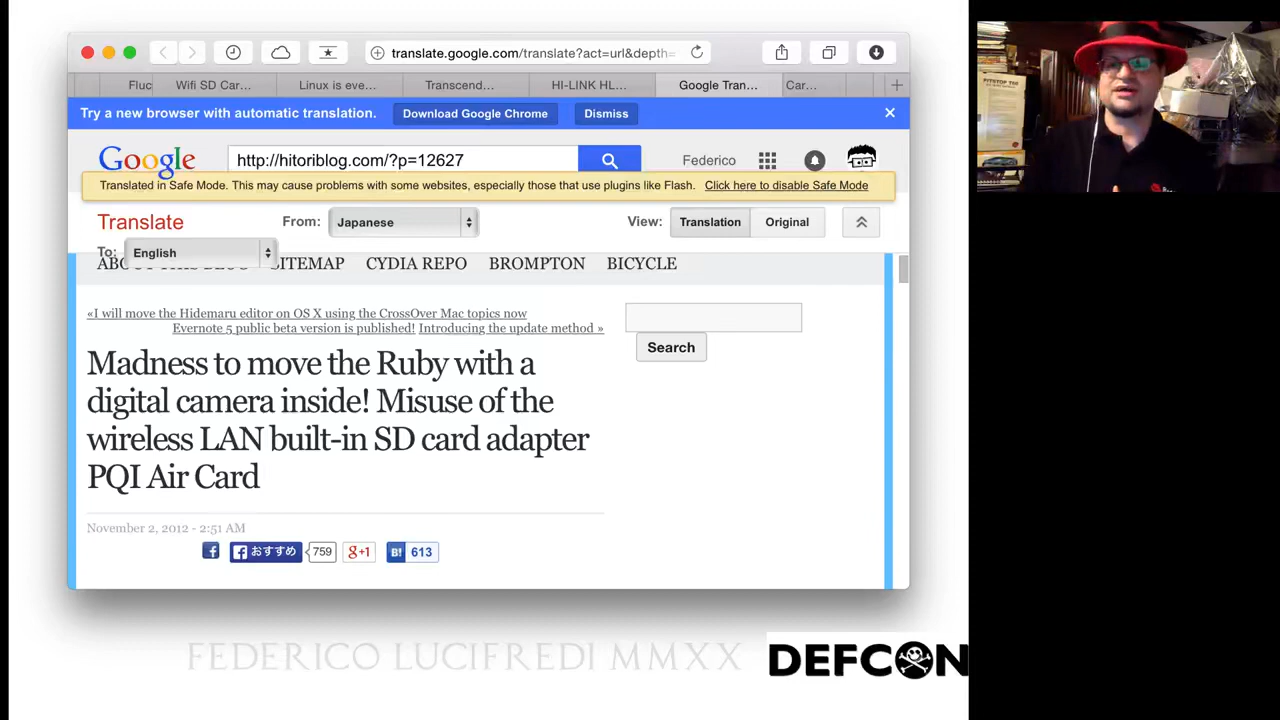 translate.google.com/translate?act=url&depth=
Fluc
Wifi SD Car...
Linux is eve...
Transcend...
HI-LINK HL...
Google Tran...
Car...
Try a new browser with automatic translation.
Download Google Chrome
Dismiss
Google
http://hitoriblog.com/?p=12627
Federico
Translated in Safe Mode. This may cause problems with some websites, especially those that use plugins like Flash. Click here to disable Safe Mode
Translate
From:
Japanese
View:
Translation
Original
To:
English
ABOUT THIS BLOG
SITEMAP
CYDIA REPO
BROMPTON
BICYCLE
«I will move the Hidemaru editor on OS X using the CrossOver Mac topics now
Evernote 5 public beta version is published! Introducing the update method »
Search
Madness to move the Ruby with a
digital camera inside! Misuse of the
wireless LAN built-in SD card adapter
PQI Air Card
November 2, 2012 - 2:51 AM
おすすめ
759
g+1
B!
613
FEDERICO LUCIFREDI MMXX
DEFCON
PITSTOP